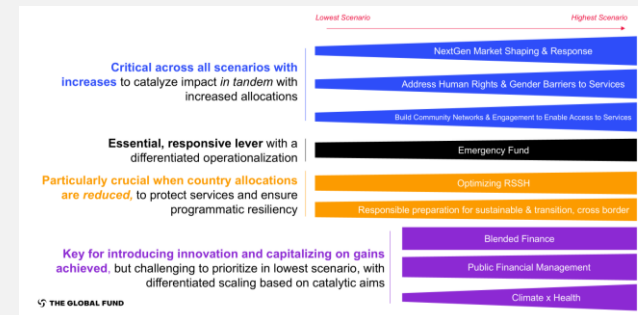 Lowest Scenario
Highest Scenario
Critical across all scenarios with
increases to catalyze impact in tandem with
increased allocations
NextGen Market Shaping & Response
Address Human Rights & Gender Barriers to Services
Build Community Networks & Engagement to Enable Access to Services
Essential, responsive lever with a
differentiated operationalization
Emergency Fund
Particularly crucial when country allocations
are reduced, to protect services and ensure
programmatic resiliency
Optimizing RSSH
Responsible preparation for sustainable & transition, cross border
Key for introducing innovation and capitalizing on gains
achieved, but challenging to prioritize in lowest scenario, with
differentiated scaling based on catalytic aims
Blended Finance
Public Financial Management
Climate x Health
THE GLOBAL FUND